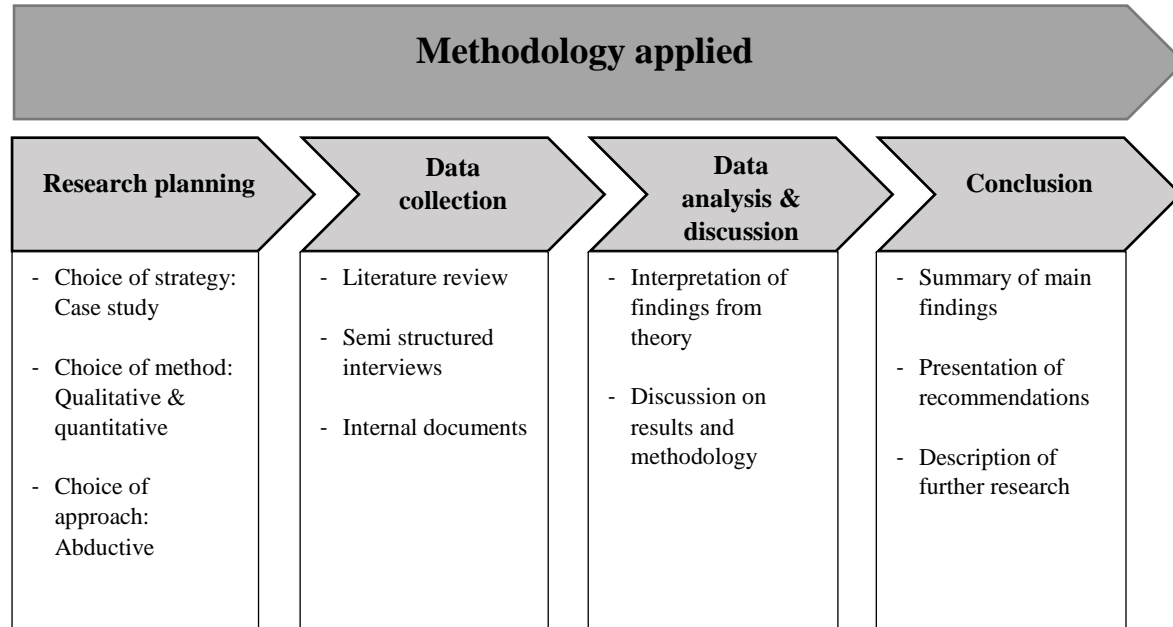 Methodology applied
Research planning
Data
collection
Data
analysis &
discussion
Conclusion
- Choice of strategy:
Case study
- Choice of method:
Qualitative &
quantitative
- Choice of
approach:
Abductive
- Literature review
- Semi structured
interviews
- Internal documents
- Interpretation of
findings from
theory
- Discussion on
results and
methodology
- Summary of main
findings
- Presentation of
recommendations
- Description of
further research